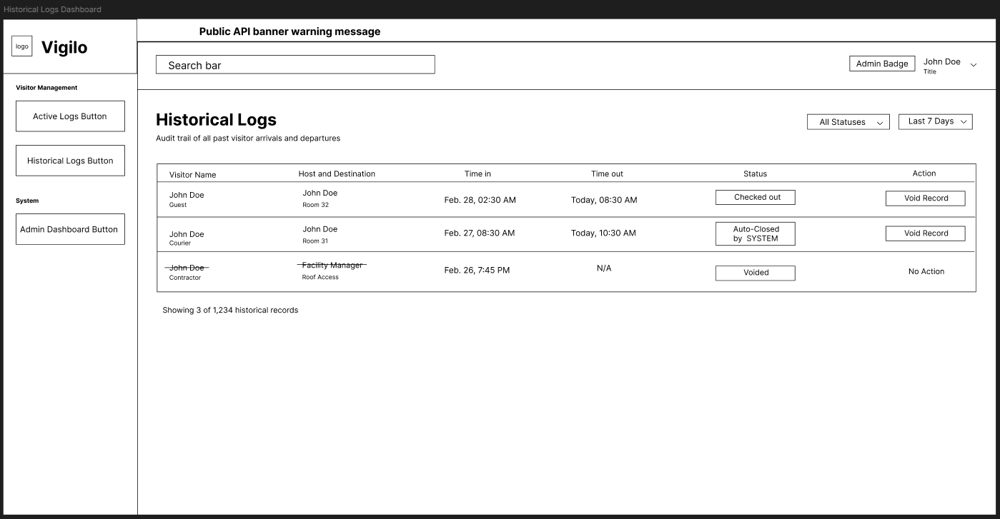 Historical Logs Dashboard
logo
Vigilo
Public API banner warning message
Search bar
Admin Badge
John Doe
Title
Visitor Management
Active Logs Button
Historical Logs Button
System
Admin Dashboard Button
Historical Logs
Audit trail of all past visitor arrivals and departures
All Statuses
Last 7 Days
Visitor Name Host and Destination Time in Time out Status Action
John Doe John Doe Feb. 28, 02:30 AM Today, 08:30 AM Checked out Void Record
Guest Room 32
John Doe John Doe Feb. 27, 08:30 AM Today, 10:30 AM Auto-Closed Void Record
Courier Room 31 by SYSTEM
John Doe Facility Manager Feb. 26, 7:45 PM N/A Voided No Action
Contractor Roof Access
Showing 3 of 1,234 historical records